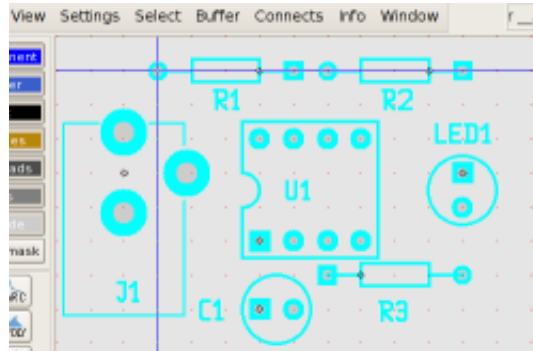 View Settings Select Buffer Connects Info Window
R1
R2
LED1
U1
J1
C1
R3
mask